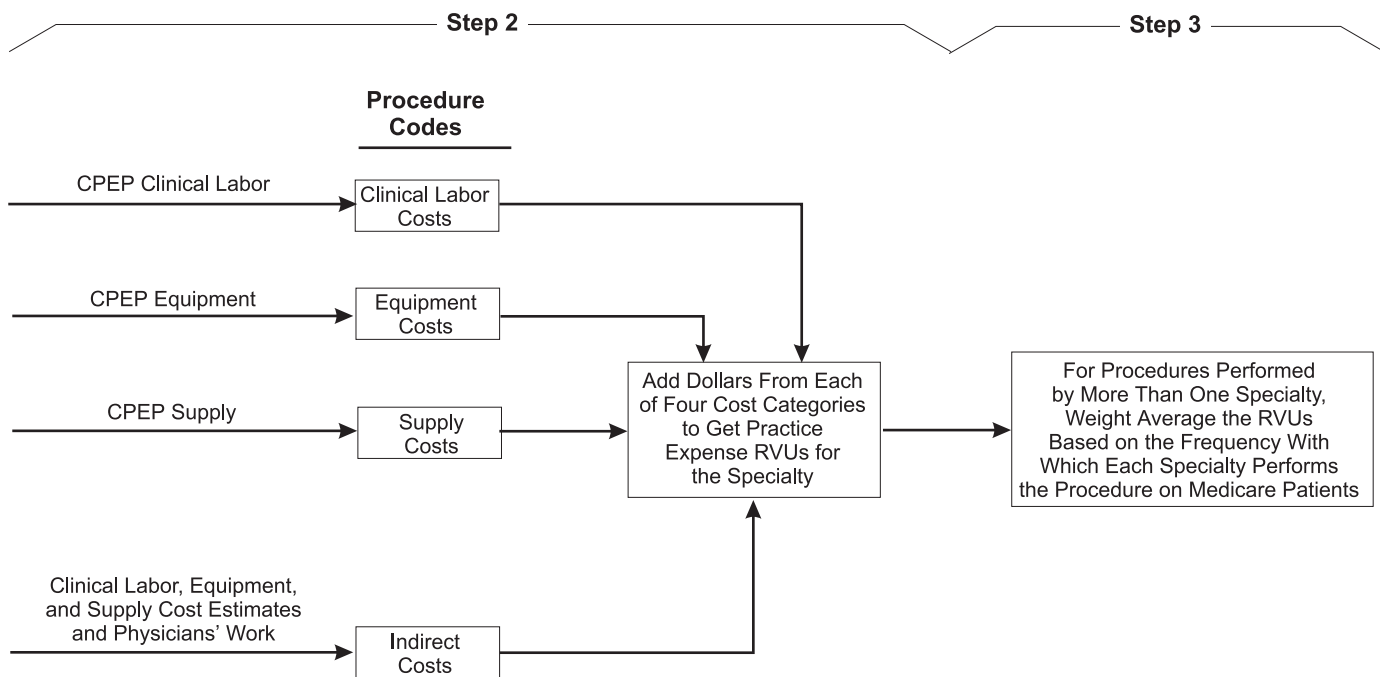 Step 2
Step 3
Procedure
Codes
CPEP Clinical Labor
Clinical Labor
Costs
CPEP Equipment
Equipment
Costs
CPEP Supply
Supply
Costs
Add Dollars From Each
of Four Cost Categories
to Get Practice
Expense RVUs for
the Specialty
For Procedures Performed
by More Than One Specialty,
Weight Average the RVUs
Based on the Frequency With
Which Each Specialty Performs
the Procedure on Medicare Patients
Clinical Labor, Equipment,
and Supply Cost Estimates
and Physicians’ Work
Indirect
Costs